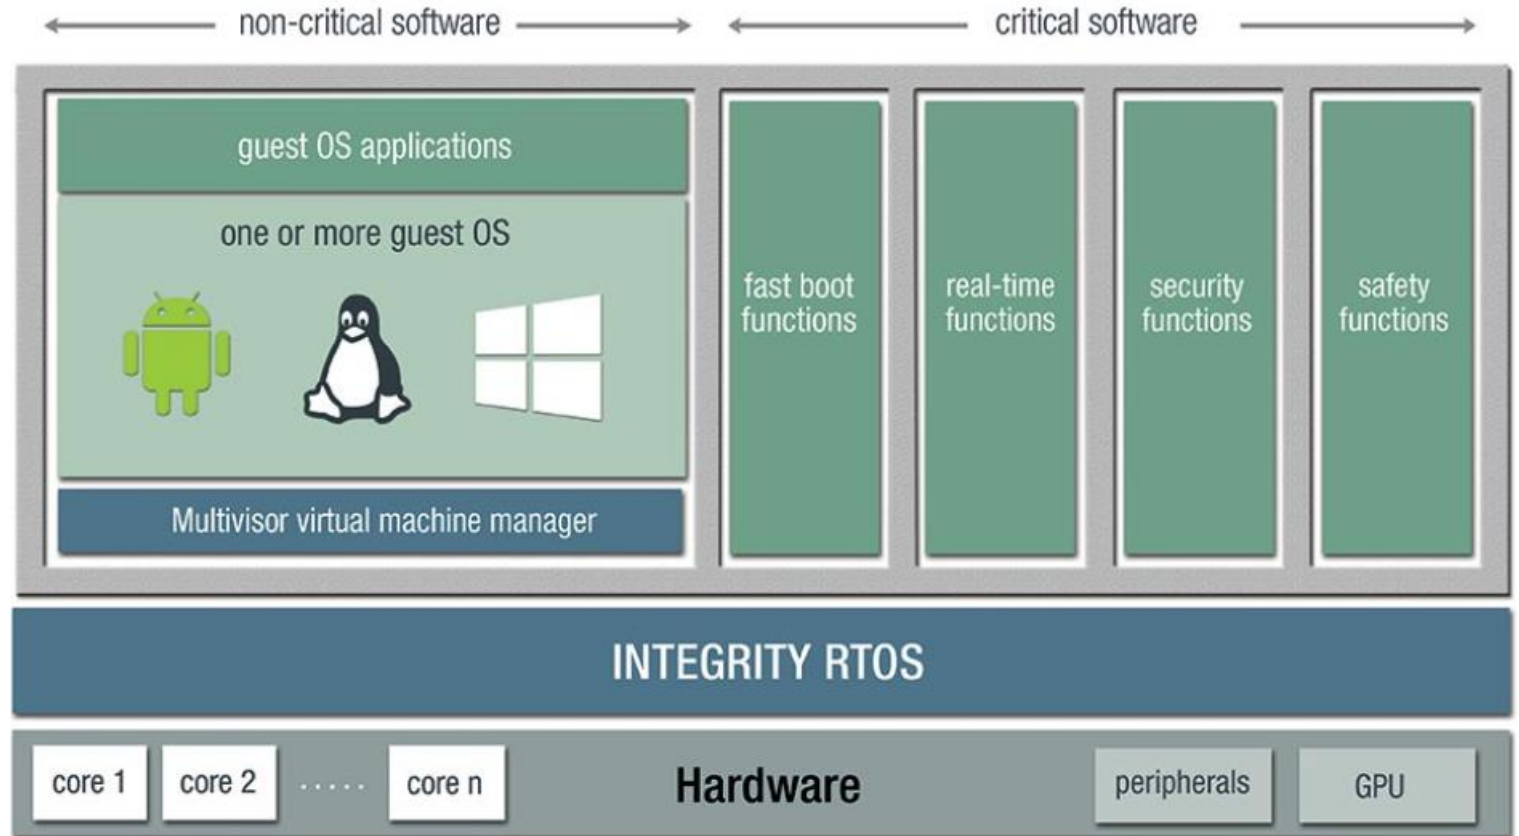 non-critical software
critical software
guest OS applications
one or more guest OS
Multivisor virtual machine manager
fast boot
functions
real-time
functions
security
functions
safety
functions
INTEGRITY RTOS
core 1
core 2
.....
core n
Hardware
peripherals
GPU